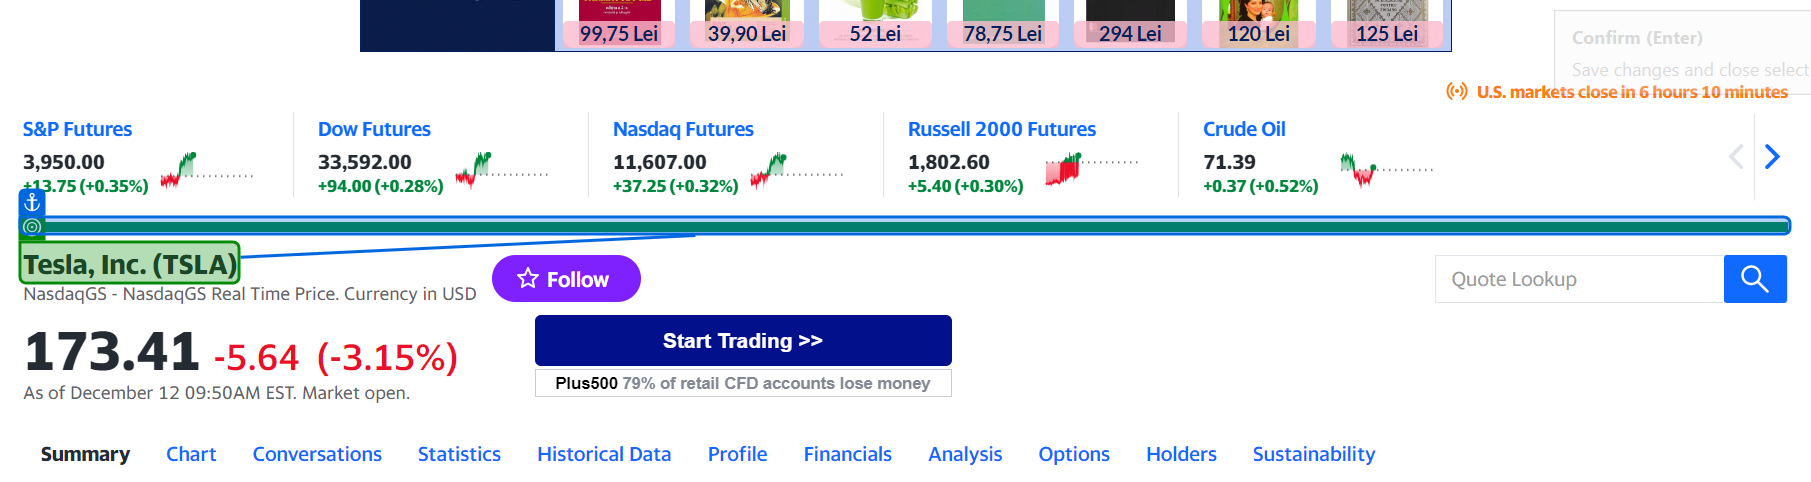 99,75 Lei
39,90 Lei
52 Lei
78,75 Lei
294 Lei
120 Lei
125 Lei
Confirm (Enter)
Save changes and close select
U.S. markets close in 6 hours 10 minutes
S&P Futures
3,950.00
+13.75 (+0.35%)
Dow Futures
33,592.00
+94.00 (+0.28%)
Nasdaq Futures
11,607.00
+37.25 (+0.32%)
Russell 2000 Futures
1,802.60
+5.40 (+0.30%)
Crude Oil
71.39
+0.37 (+0.52%)
Tesla, Inc. (TSLA)
NasdaqGS - NasdaqGS Real Time Price. Currency in USD
Follow
Quote Lookup
173.41 -5.64 (-3.15%)
As of December 12 09:50AM EST. Market open.
Start Trading >>
Plus500 79% of retail CFD accounts lose money
Summary Chart Conversations Statistics Historical Data Profile Financials Analysis Options Holders Sustainability